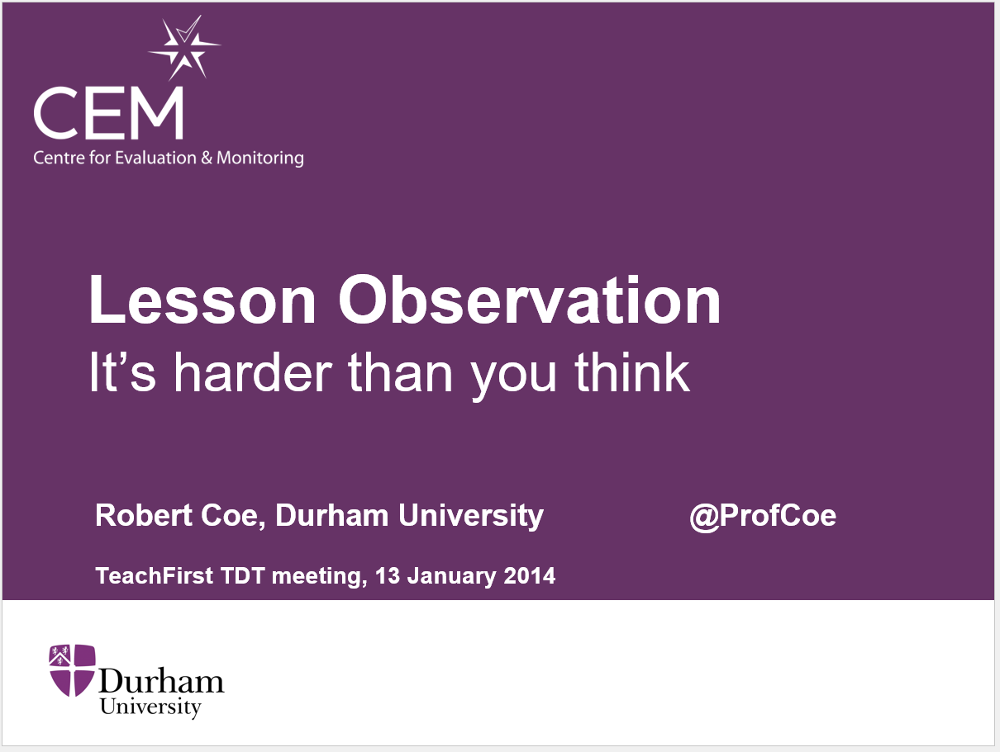 CEM
Centre for Evaluation & Monitoring
Lesson Observation
It’s harder than you think
Robert Coe, Durham University @ProfCoe
TeachFirst TDT meeting, 13 January 2014
Durham
University